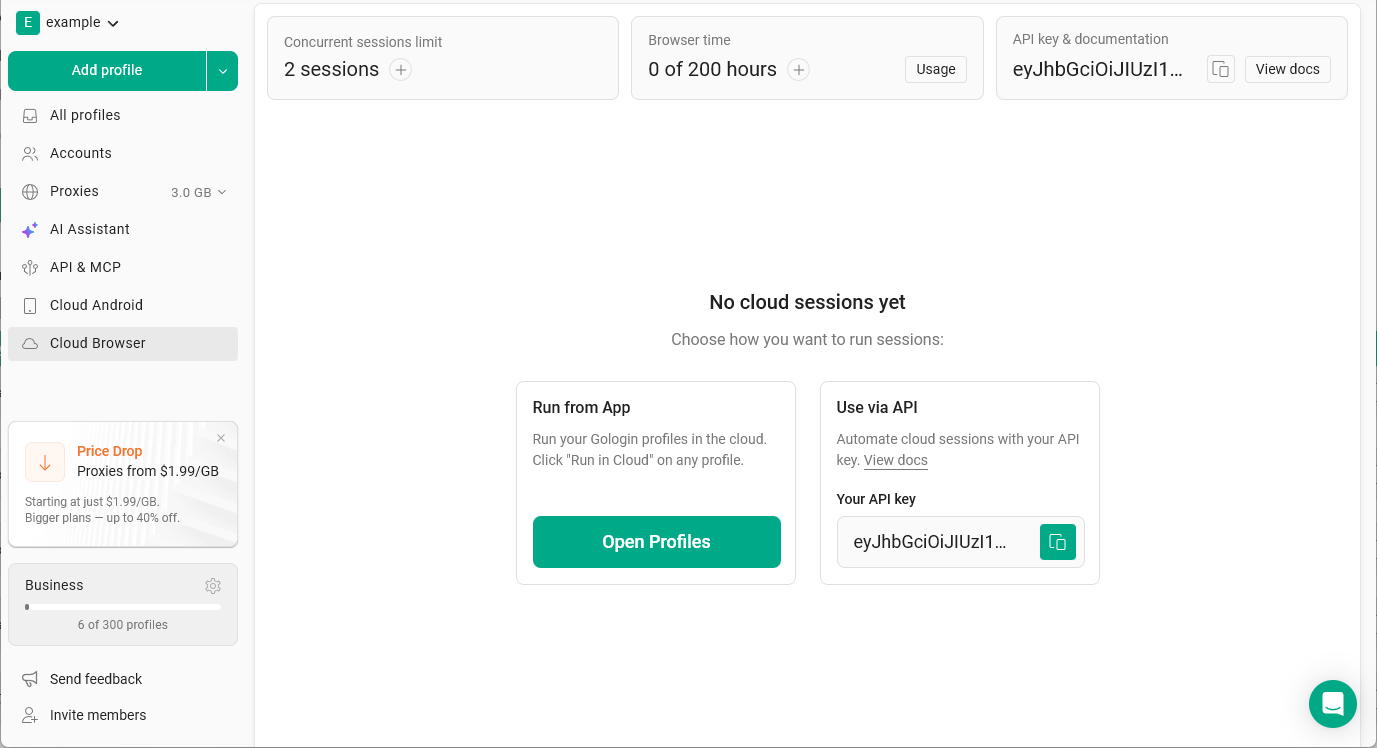 E example
Add profile
All profiles
Accounts
Proxies 3.0 GB
AI Assistant
API & MCP
Cloud Android
Cloud Browser
Price Drop
Proxies from $1.99/GB
Starting at just $1.99/GB.
Bigger plans — up to 40% off.
Business
6 of 300 profiles
Send feedback
Invite members
Concurrent sessions limit
2 sessions
Browser time
0 of 200 hours
Usage
API key & documentation
eyJhbGciOiJIUzI1...
View docs
No cloud sessions yet
Choose how you want to run sessions:
Run from App
Run your Gologin profiles in the cloud.
Click "Run in Cloud" on any profile.
Open Profiles
Use via API
Automate cloud sessions with your API
key. View docs
Your API key
eyJhbGciOiJIUzI1...